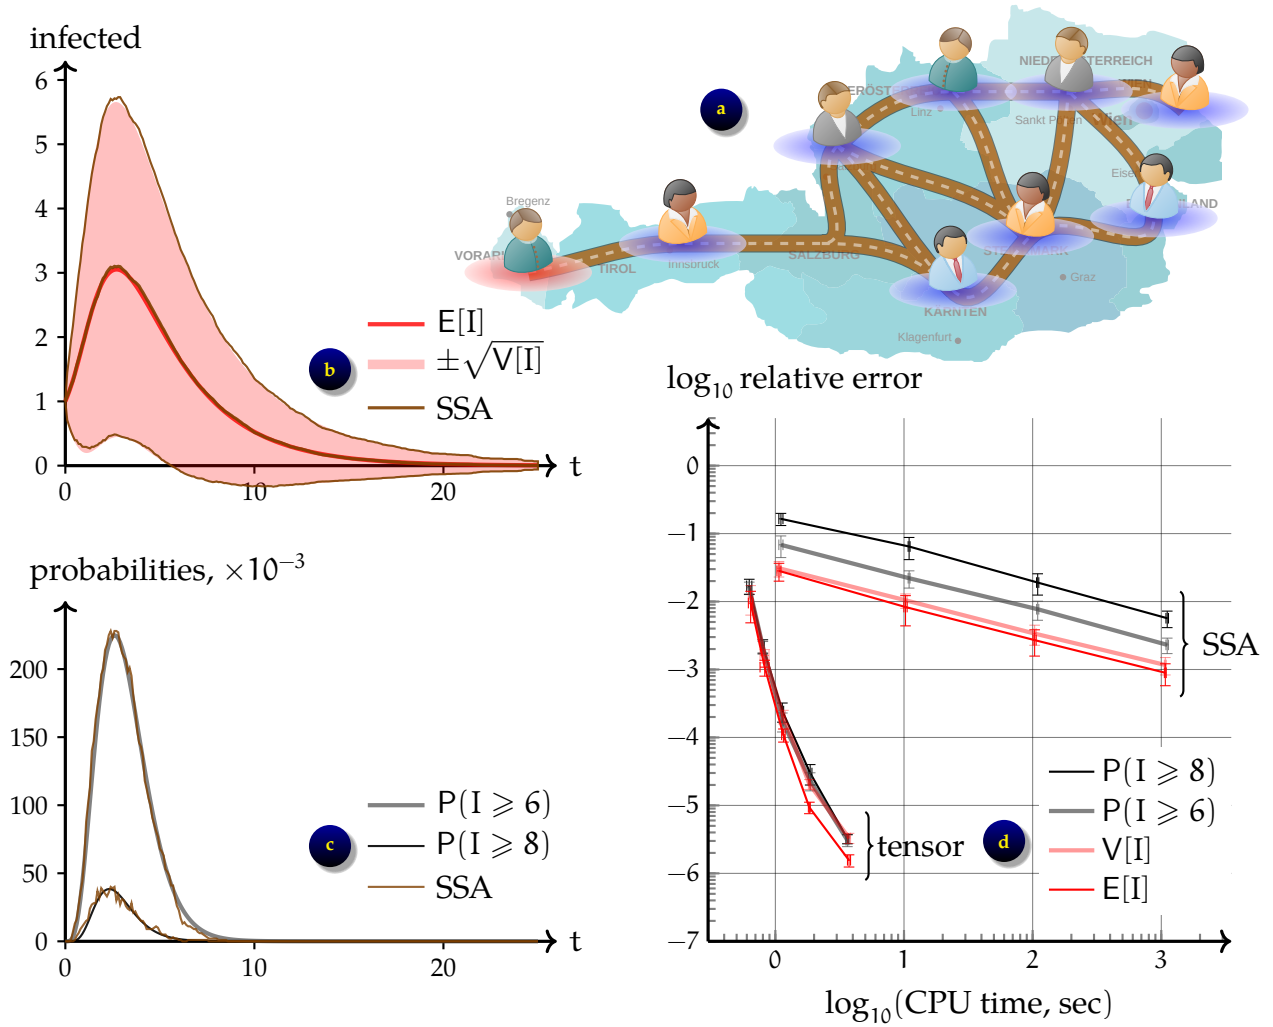 infected
6
5
4
3
2
1
0
0
10
20
t
E[I]
±√V[I]
SSA
b
a
Linz
Sankt
Wien
Bregenz
TIROL
Innsbruck
SALZBURG
Graz
KÄRNTEN
Klagenfurt
probabilities, ×10⁻³
200
150
100
50
0
0
10
20
t
P(I ⩾ 6)
P(I ⩾ 8)
SSA
c
log₁₀ relative error
0
−1
−2
−3
−4
−5
−6
−7
0
1
2
3
log₁₀(CPU time, sec)
SSA
tensor
d
P(I ⩾ 8)
P(I ⩾ 6)
V[I]
E[I]